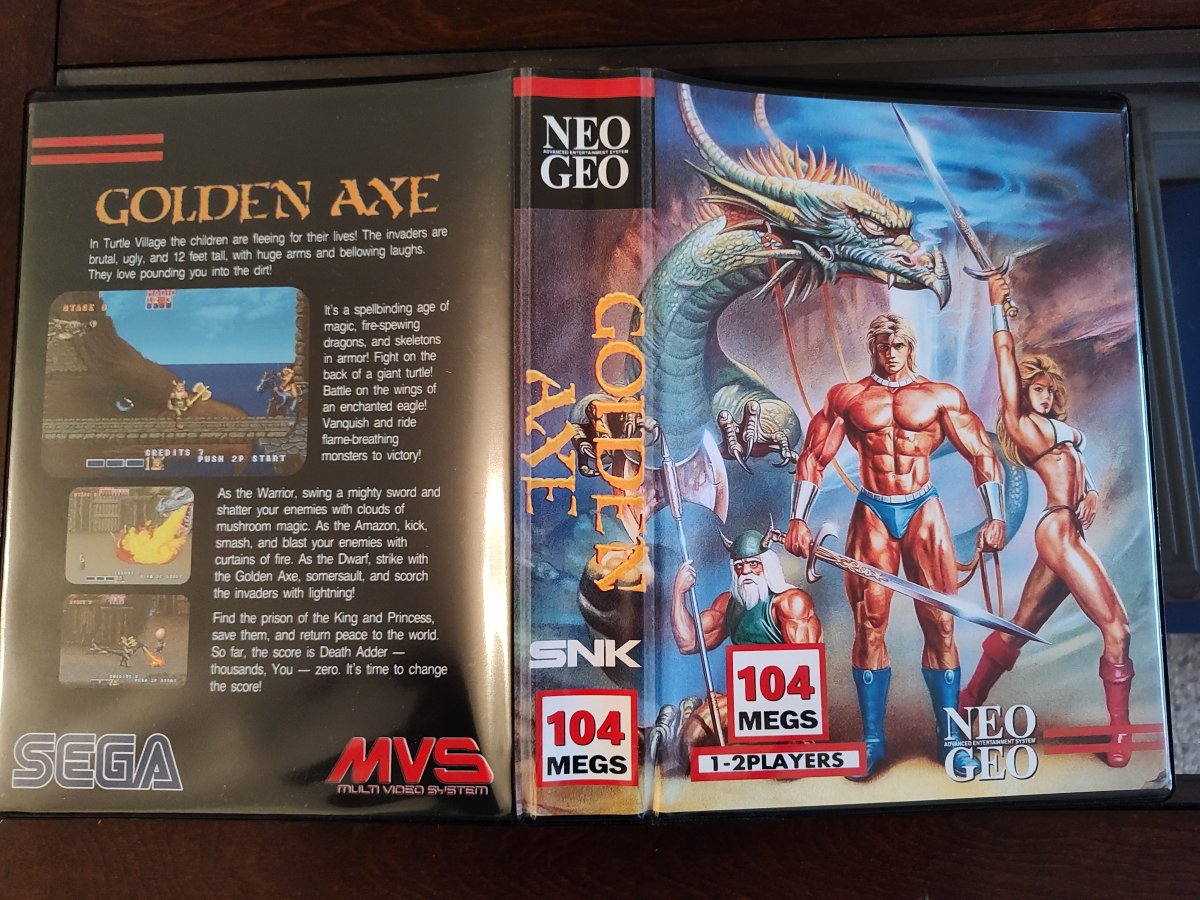 GOLDEN AXE
In Turtle Village the children are fleeing for their lives! The invaders are
brutal, ugly, and 12 feet tall, with huge arms and bellowing laughs.
They love pounding you into the dirt!
STAGE
MAGIC
CREDITS 7
PUSH 2P START
It's a spellbinding age of
magic, fire-spewing
dragons, and skeletons
in armor! Fight on the
back of a giant turtle!
Battle on the wings of
an enchanted eagle!
Vanquish and ride
flame-breathing
monsters to victory!
As the Warrior, swing a mighty sword and
shatter your enemies with clouds of
mushroom magic. As the Amazon, kick,
smash, and blast your enemies with
curtains of fire. As the Dwarf, strike with
the Golden Axe, somersault, and scorch
the invaders with lightning!
Find the prison of the King and Princess,
save them, and return peace to the world.
So far, the score is Death Adder —
thousands, You — zero. It's time to change
the score!
SEGA
MVS
MULTI VIDEO SYSTEM
NEO
ADVANCED ENTERTAINMENT SYSTEM
GEO
GOLDEN
AXE
SNK
104
MEGS
104
MEGS
1-2PLAYERS
NEO
ADVANCED ENTERTAINMENT SYSTEM
GEO